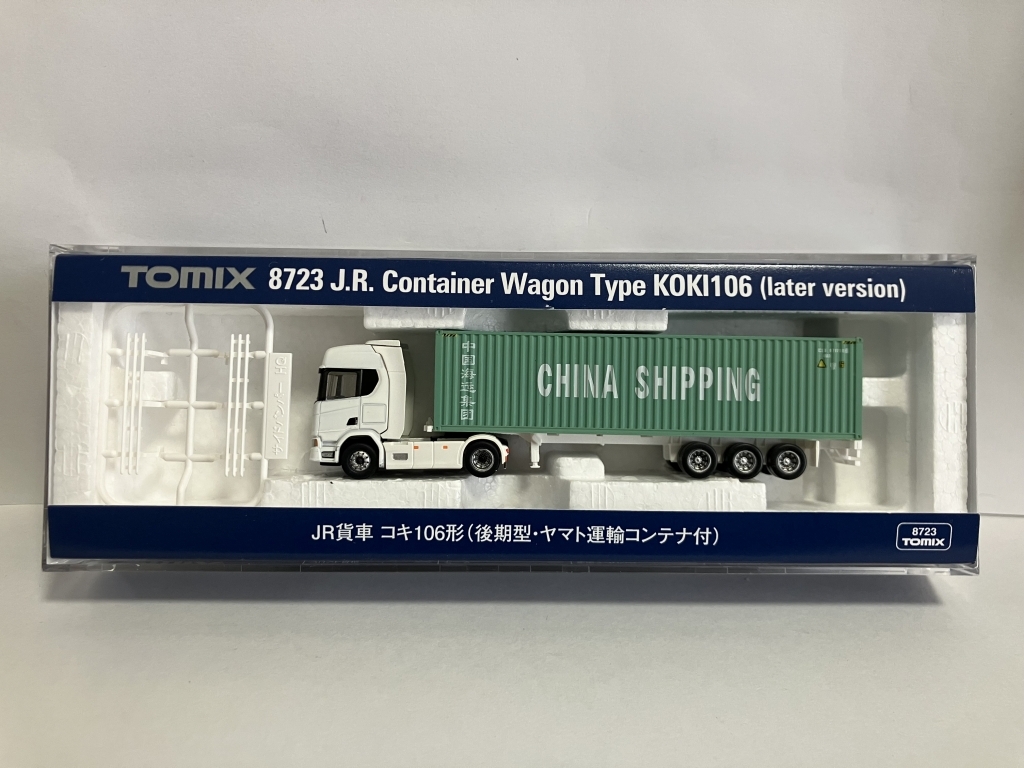 TOMIX 8723 J.R. Container Wagon Type KOKI106 (later version)
中国海运集团
CHINA SHIPPING
JR貨車 コキ106形(後期型・ヤマト運輸コンテナ付)
8723
TOMIX